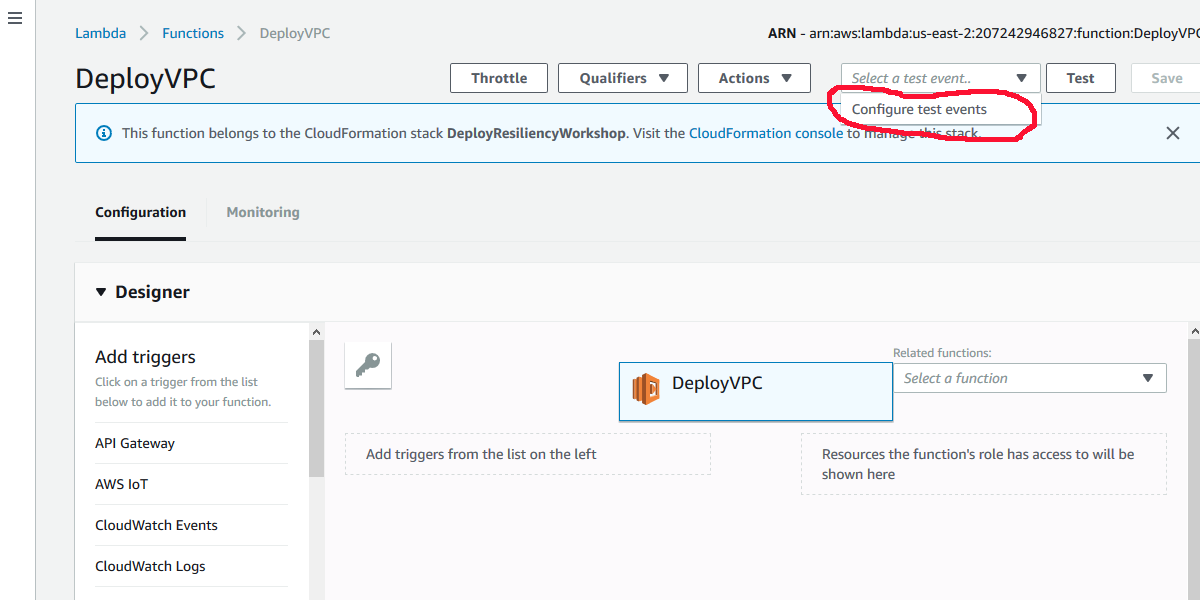 Lambda > Functions > DeployVPC
ARN - arn:aws:lambda:us-east-2:207242946827:function:DeployVPC
DeployVPC
Throttle
Qualifiers
Actions
Select a test event..
Test
Save
Configure test events
This function belongs to the CloudFormation stack DeployResiliencyWorkshop. Visit the CloudFormation console to manage this stack.
Configuration
Monitoring
Designer
Add triggers
Click on a trigger from the list
below to add it to your function.
API Gateway
AWS IoT
CloudWatch Events
CloudWatch Logs
DeployVPC
Related functions:
Select a function
Add triggers from the list on the left
Resources the function's role has access to will be
shown here